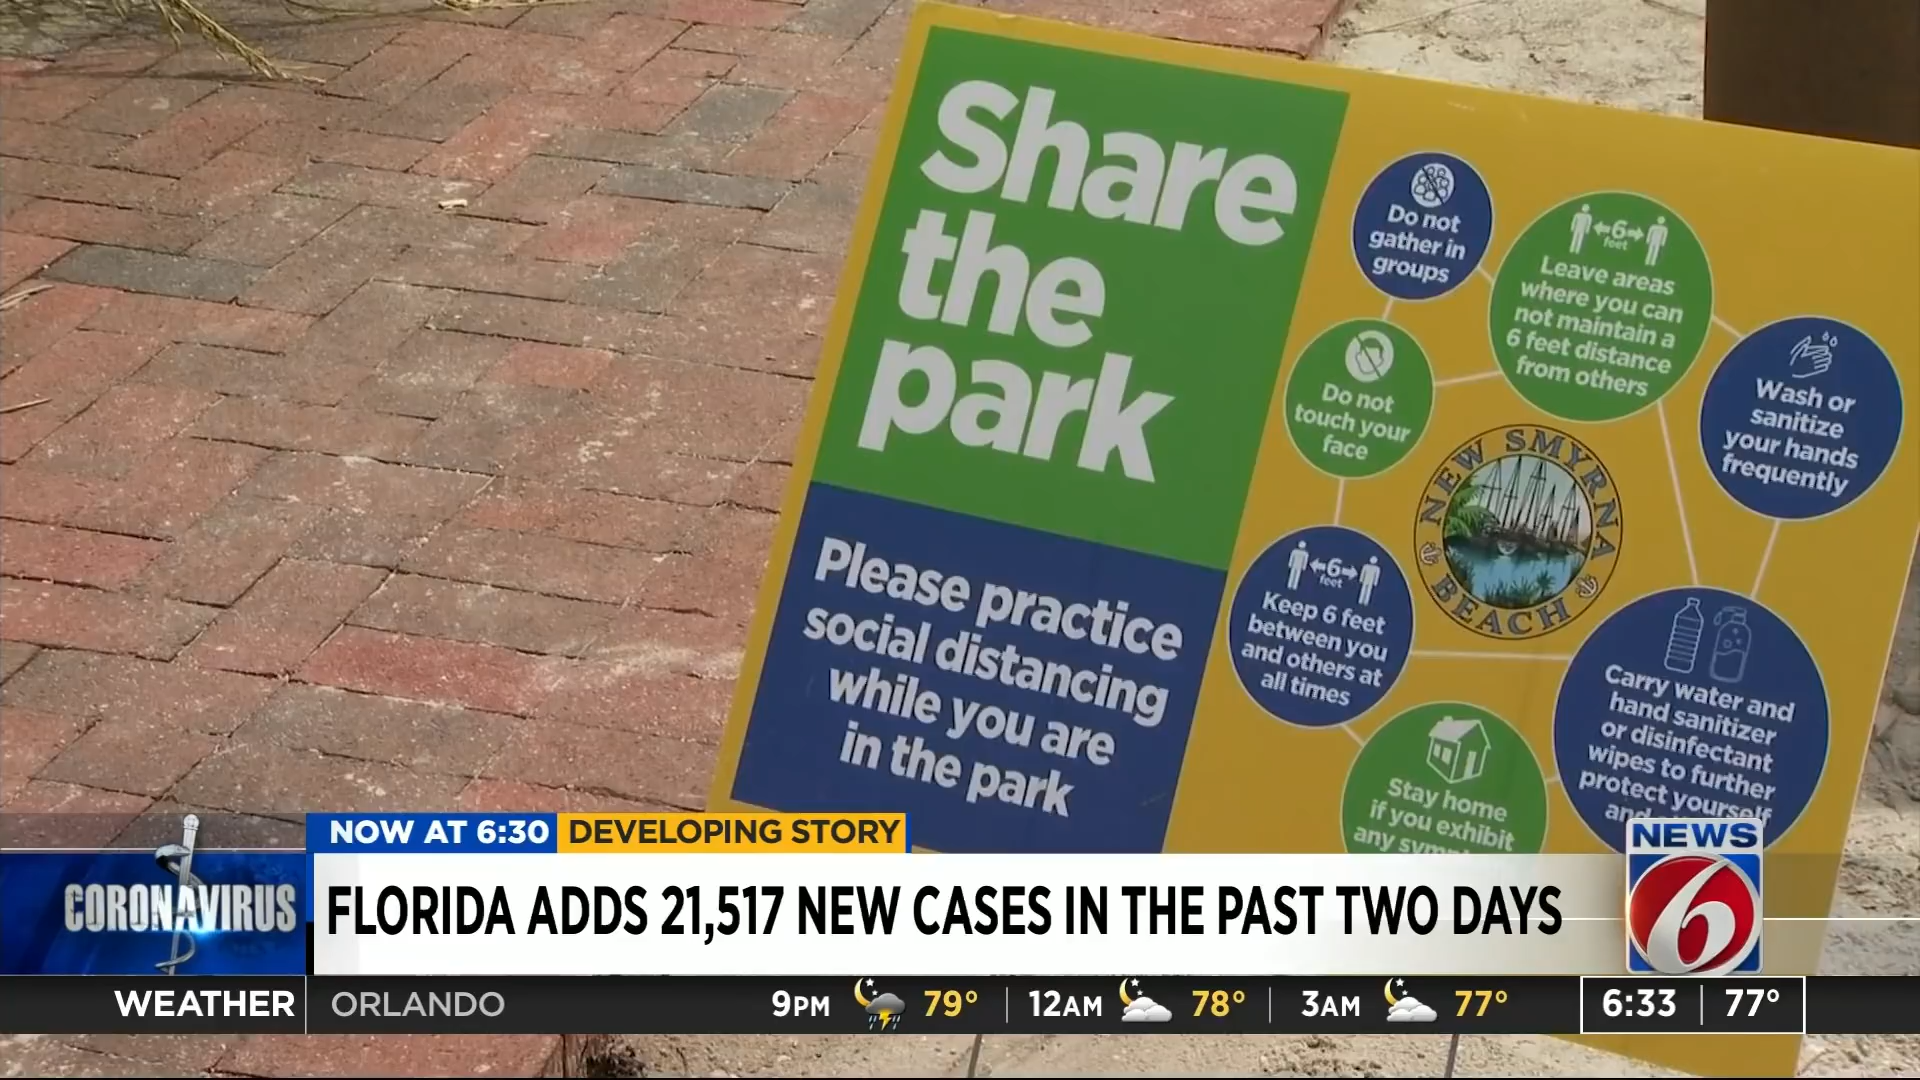 Share
the
park
Please practice
social distancing
while you are
in the park
Do not
gather in
groups
←6→
feet
Leave areas
where you can
not maintain a
6 feet distance
from others
Do not
touch your
face
Wash or
sanitize
your hands
frequently
NEW SMYRNA
BEACH
←6→
feet
Keep 6 feet
between you
and others at
all times
Carry water and
hand sanitizer
or disinfectant
wipes to further
protect yourself
and
Stay home
if you exhibit
any
NOW AT 6:30 DEVELOPING STORY
CORONAVIRUS
FLORIDA ADDS 21,517 NEW CASES IN THE PAST TWO DAYS
NEWS
6
WEATHER ORLANDO 9PM 79° 12AM 78° 3AM 77° 6:33 77°